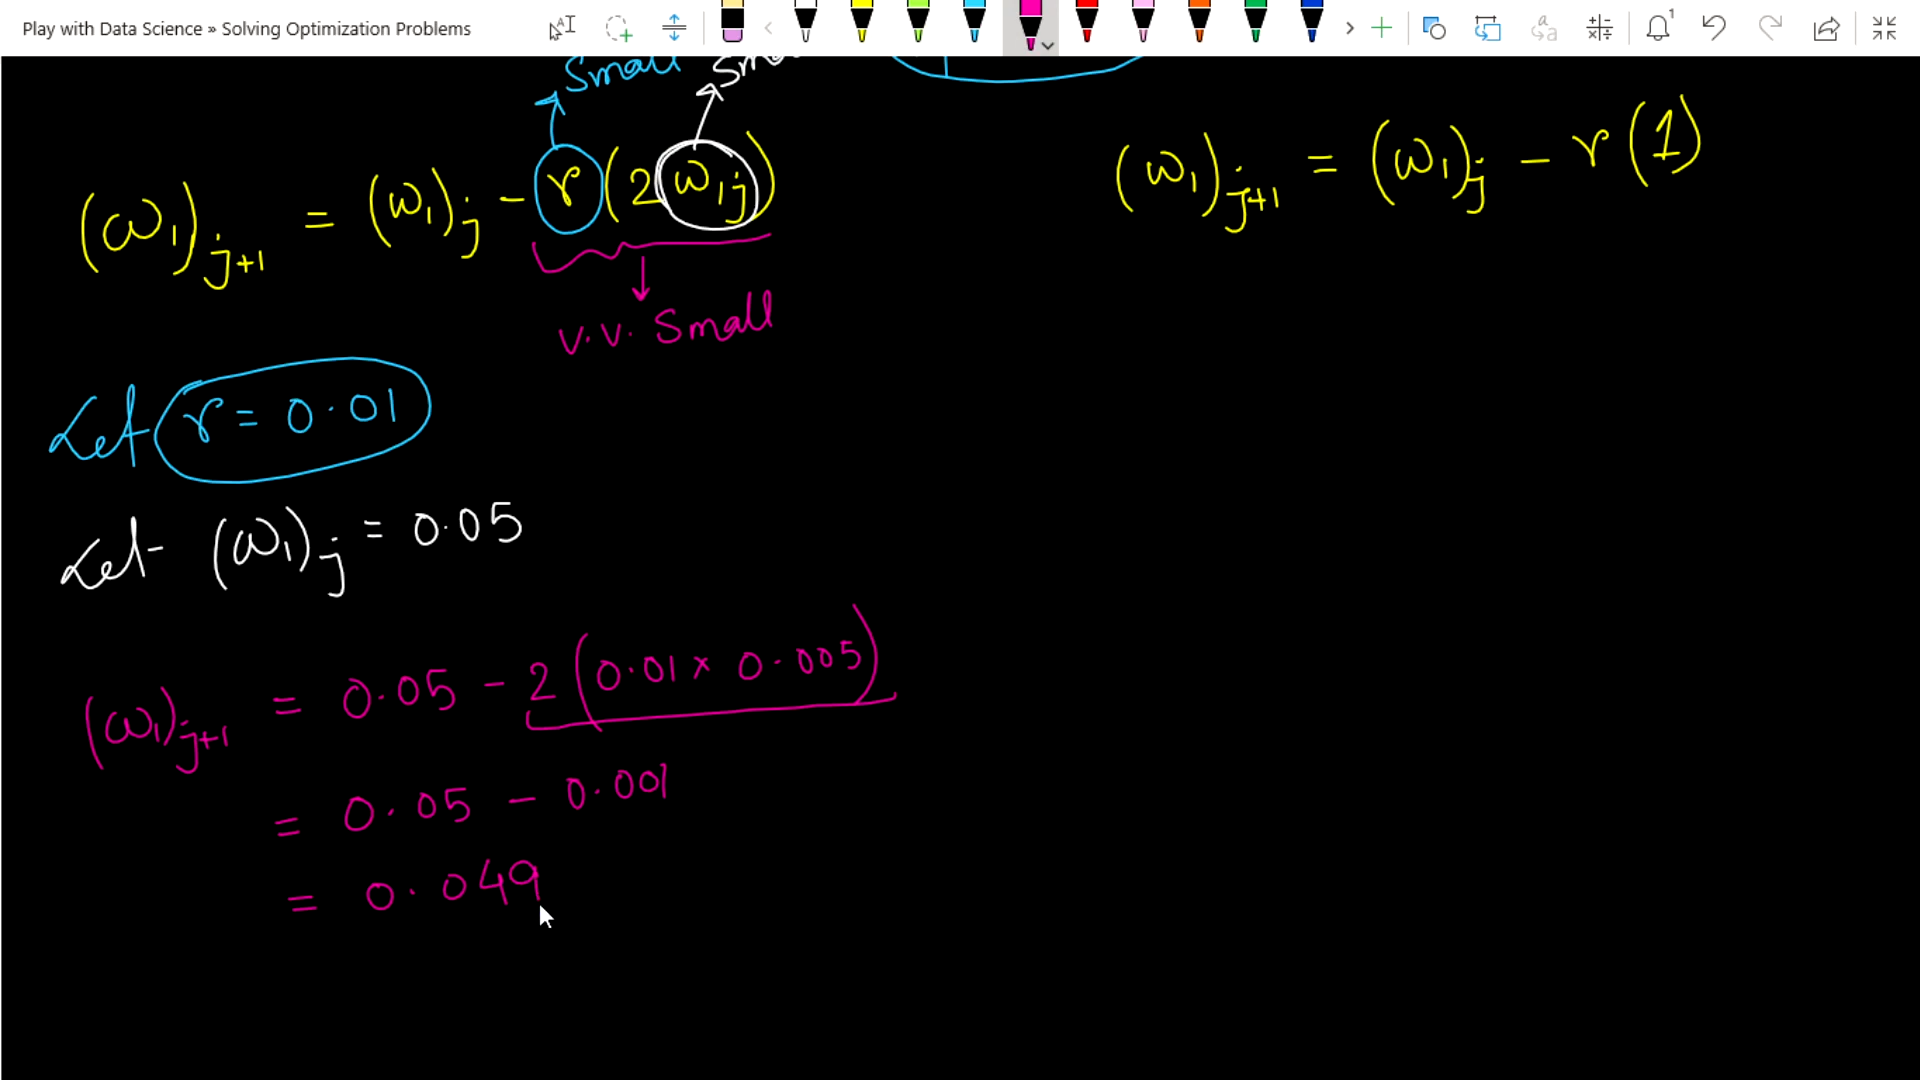 Play with Data Science » Solving Optimization Problems
Small
(ω₁)ⱼ₊₁ = (ω₁)ⱼ - r (2 ω₁ⱼ)
(ω₁)ⱼ₊₁ = (ω₁)ⱼ - r (1)
v.v. Small
Let r = 0.01
Let (ω₁)ⱼ = 0.05
(ω₁)ⱼ₊₁ = 0.05 - 2 (0.01 × 0.005)
= 0.05 - 0.001
= 0.049